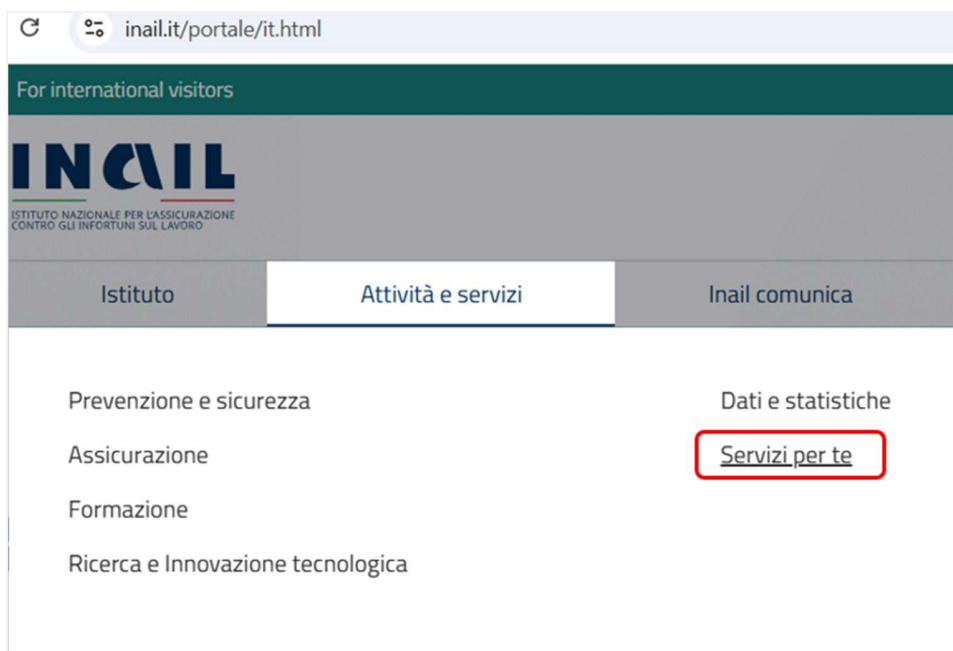 inail.it/portale/it.html
For international visitors
INAIL
ISTITUTO NAZIONALE PER L'ASSICURAZIONE
CONTRO GLI INFORTUNI SUL LAVORO
Istituto
Attività e servizi
Inail comunica
Prevenzione e sicurezza
Dati e statistiche
Assicurazione
Servizi per te
Formazione
Ricerca e Innovazione tecnologica